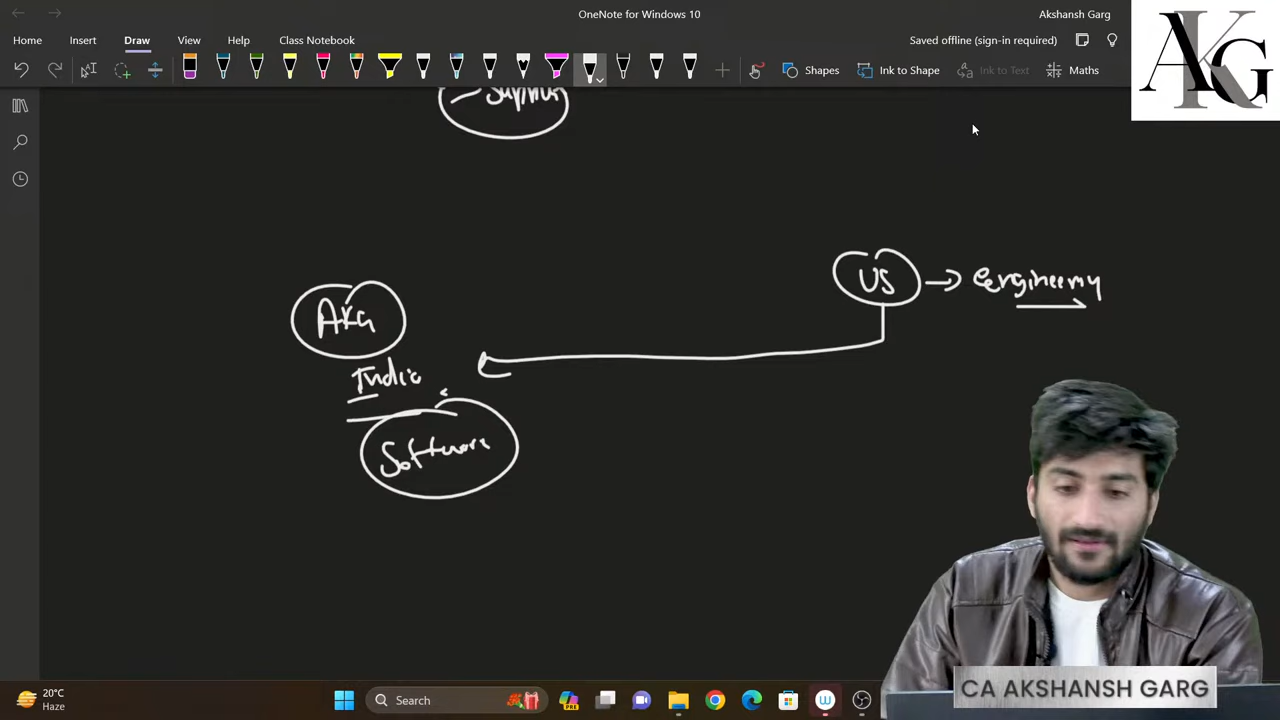 OneNote for Windows 10
Akshansh Garg
Home Insert Draw View Help Class Notebook
Saved offline (sign-in required)
Shapes Ink to Shape Ink to Text Maths
AKG
US → Engineering
AKG
India
Software
CA AKSHANSH GARG
20°C
Haze
Search
PRE